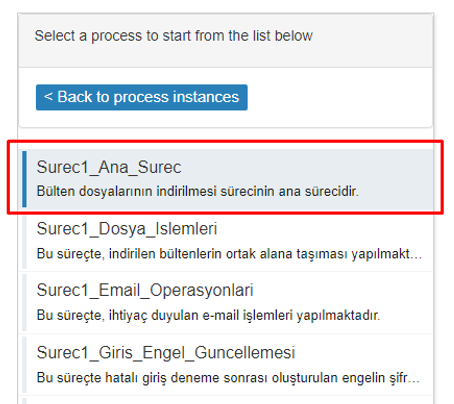 Select a process to start from the list below
< Back to process instances
Surec1_Ana_Surec
Bülten dosyalarının indirilmesi sürecinin ana sürecidir.
Surec1_Dosya_Islemleri
Bu süreçte, indirilen bültenlerin ortak alana taşıması yapılmakt...
Surec1_Email_Operasyonlari
Bu süreçte, ihtiyaç duyulan e-mail işlemleri yapılmaktadır.
Surec1_Giris_Engel_Guncellemesi
Bu süreçte hatalı giriş deneme sonrası oluşturulan engelin şifr...